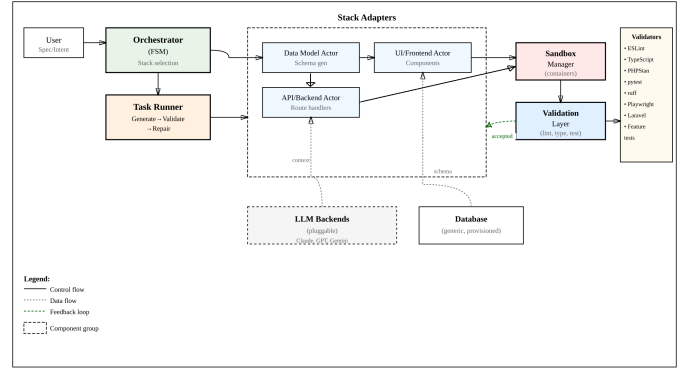 Stack Adapters
User
Spec/Intent
Orchestrator
(FSM)
Stack selection
Data Model Actor
Schema gen
UI/Frontend Actor
Components
Sandbox
Manager
(containers)
Validators
• ESLint
• TypeScript
• PHPStan
• pytest
• ruff
• Playwright
• Laravel
• Feature
tests
Task Runner
Generate→Validate
→Repair
API/Backend Actor
Route handlers
Validation
Layer
(lint, type, test)
accepted
context
schema
LLM Backends
(pluggable)
Claude, GPT, Gemini
Database
(generic, provisioned)
Legend:
Control flow
Data flow
Feedback loop
Component group